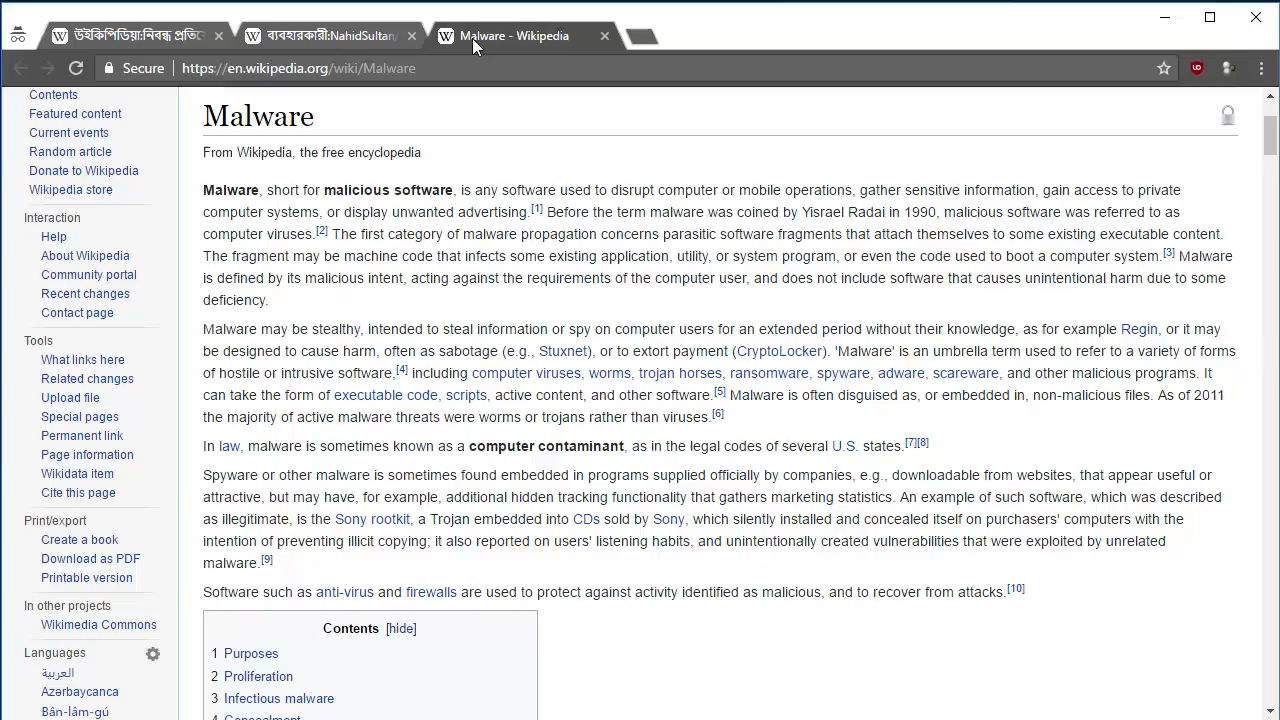 উইকিপিডিয়া:নিবন্ধ প্রতিযে
ব্যবহারকারী:NahidSultan/
Malware - Wikipedia
Secure
https://en.wikipedia.org/wiki/Malware
Contents
Featured content
Current events
Random article
Donate to Wikipedia
Wikipedia store
Interaction
Help
About Wikipedia
Community portal
Recent changes
Contact page
Tools
What links here
Related changes
Upload file
Special pages
Permanent link
Page information
Wikidata item
Cite this page
Print/export
Create a book
Download as PDF
Printable version
In other projects
Wikimedia Commons
Languages
العربية
Azərbaycanca
Bân-lâm-gú
Malware
From Wikipedia, the free encyclopedia
Malware, short for malicious software, is any software used to disrupt computer or mobile operations, gather sensitive information, gain access to private
computer systems, or display unwanted advertising.[1] Before the term malware was coined by Yisrael Radai in 1990, malicious software was referred to as
computer viruses.[2] The first category of malware propagation concerns parasitic software fragments that attach themselves to some existing executable content.
The fragment may be machine code that infects some existing application, utility, or system program, or even the code used to boot a computer system.[3] Malware
is defined by its malicious intent, acting against the requirements of the computer user, and does not include software that causes unintentional harm due to some
deficiency.
Malware may be stealthy, intended to steal information or spy on computer users for an extended period without their knowledge, as for example Regin, or it may
be designed to cause harm, often as sabotage (e.g., Stuxnet), or to extort payment (CryptoLocker). 'Malware' is an umbrella term used to refer to a variety of forms
of hostile or intrusive software,[4] including computer viruses, worms, trojan horses, ransomware, spyware, adware, scareware, and other malicious programs. It
can take the form of executable code, scripts, active content, and other software.[5] Malware is often disguised as, or embedded in, non-malicious files. As of 2011
the majority of active malware threats were worms or trojans rather than viruses.[6]
In law, malware is sometimes known as a computer contaminant, as in the legal codes of several U.S. states.[7][8]
Spyware or other malware is sometimes found embedded in programs supplied officially by companies, e.g., downloadable from websites, that appear useful or
attractive, but may have, for example, additional hidden tracking functionality that gathers marketing statistics. An example of such software, which was described
as illegitimate, is the Sony rootkit, a Trojan embedded into CDs sold by Sony, which silently installed and concealed itself on purchasers' computers with the
intention of preventing illicit copying; it also reported on users' listening habits, and unintentionally created vulnerabilities that were exploited by unrelated
malware.[9]
Software such as anti-virus and firewalls are used to protect against activity identified as malicious, and to recover from attacks.[10]
Contents [hide]
1 Purposes
2 Proliferation
3 Infectious malware
4 Concealment